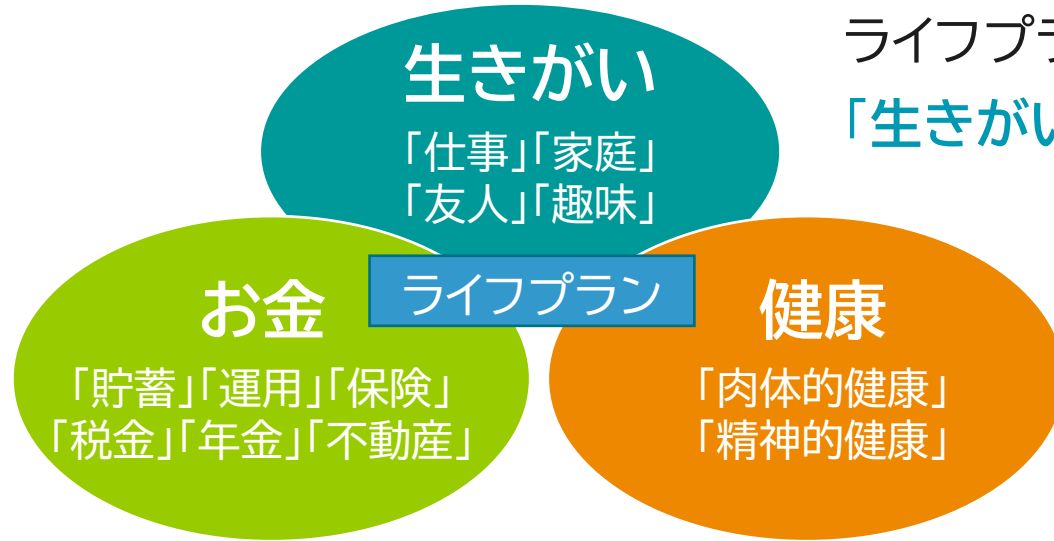 生きがい
「仕事」「家庭」
「友人」「趣味」
ライフプ
「生きが
ライフプラン
お金
「貯蓄」「運用」「保険」
「税金」「年金」「不動産」
健康
「肉体的健康」
「精神的健康」